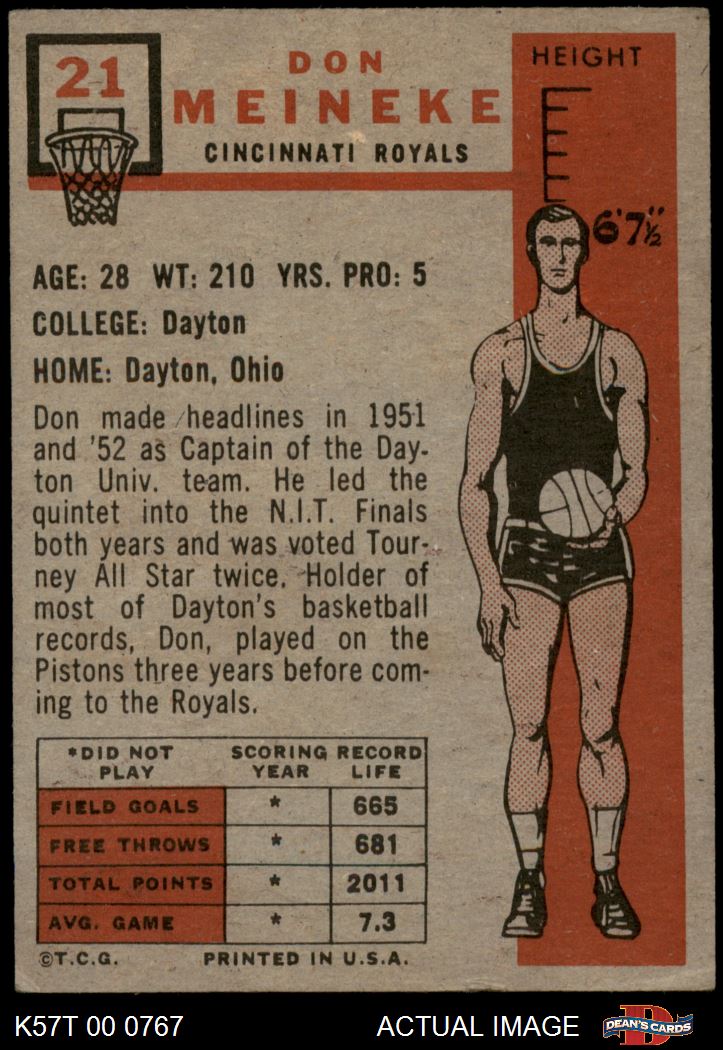 21
DON
MEINEKE
CINCINNATI ROYALS
HEIGHT
6'7½"
AGE: 28 WT: 210 YRS. PRO: 5
COLLEGE: Dayton
HOME: Dayton, Ohio
Don made headlines in 1951
and '52 as Captain of the Day-
ton Univ. team. He led the
quintet into the N.I.T. Finals
both years and was voted Tour-
ney All Star twice. Holder of
most of Dayton's basketball
records, Don, played on the
Pistons three years before com-
ing to the Royals.
*DID NOT PLAY SCORING RECORD
YEAR LIFE
FIELD GOALS * 665
FREE THROWS * 681
TOTAL POINTS * 2011
AVG. GAME * 7.3
©T.C.G. PRINTED IN U.S.A.
K57T 00 0767 ACTUAL IMAGE D DEAN'S CARDS